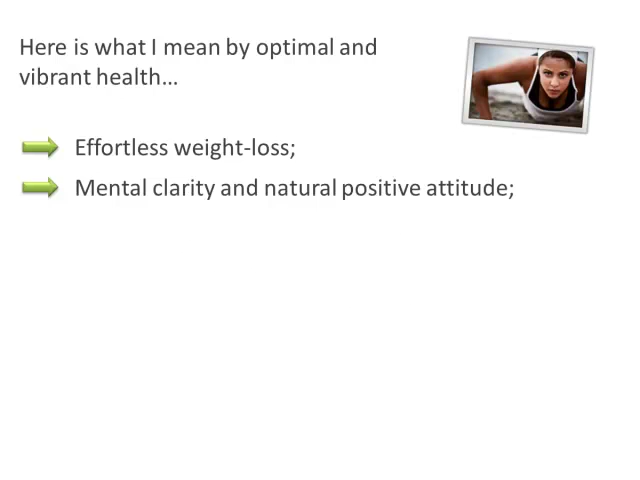 Here is what I mean by optimal and
vibrant health…
Effortless weight-loss;
Mental clarity and natural positive attitude;